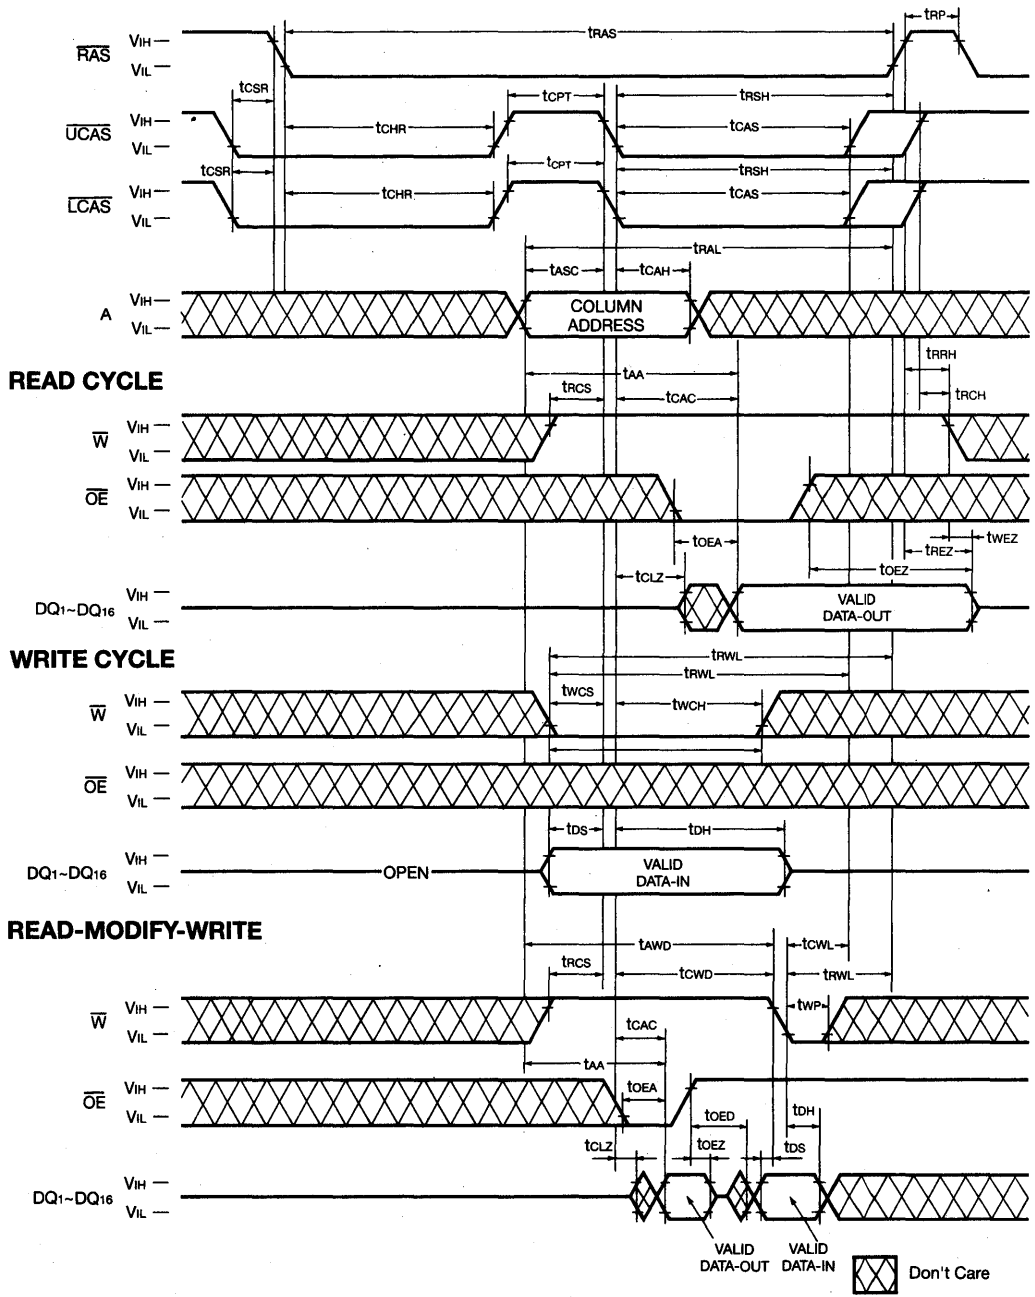 tRAS
tRP
RAS
VIH
VIL
tCSR
tCPT
tRSH
UCAS
VIH
VIL
tCHR
tCAS
tCSR
tCPT
tRSH
LCAS
VIH
VIL
tCHR
tCAS
tRAL
tASC
tCAH
A
VIH
VIL
COLUMN
ADDRESS
READ CYCLE
tAA
tRRH
tRCS
tCAC
tRCH
W
VIH
VIL
OE
VIH
VIL
tOEA
tWEZ
tREZ
tOEZ
tCLZ
DQ1~DQ16
VIH
VIL
VALID
DATA-OUT
WRITE CYCLE
tRWL
tRWL
tWCS
tWCH
W
VIH
VIL
OE
VIH
VIL
tDS
tDH
DQ1~DQ16
VIH
VIL
OPEN
VALID
DATA-IN
READ-MODIFY-WRITE
tAWD
tCWL
tRCS
tCWD
tRWL
W
VIH
VIL
tWP
tCAC
tAA
OE
VIH
VIL
tOEA
tOED
tDH
tCLZ
tOEZ
tDS
DQ1~DQ16
VIH
VIL
VALID
DATA-OUT
VALID
DATA-IN
Don't Care